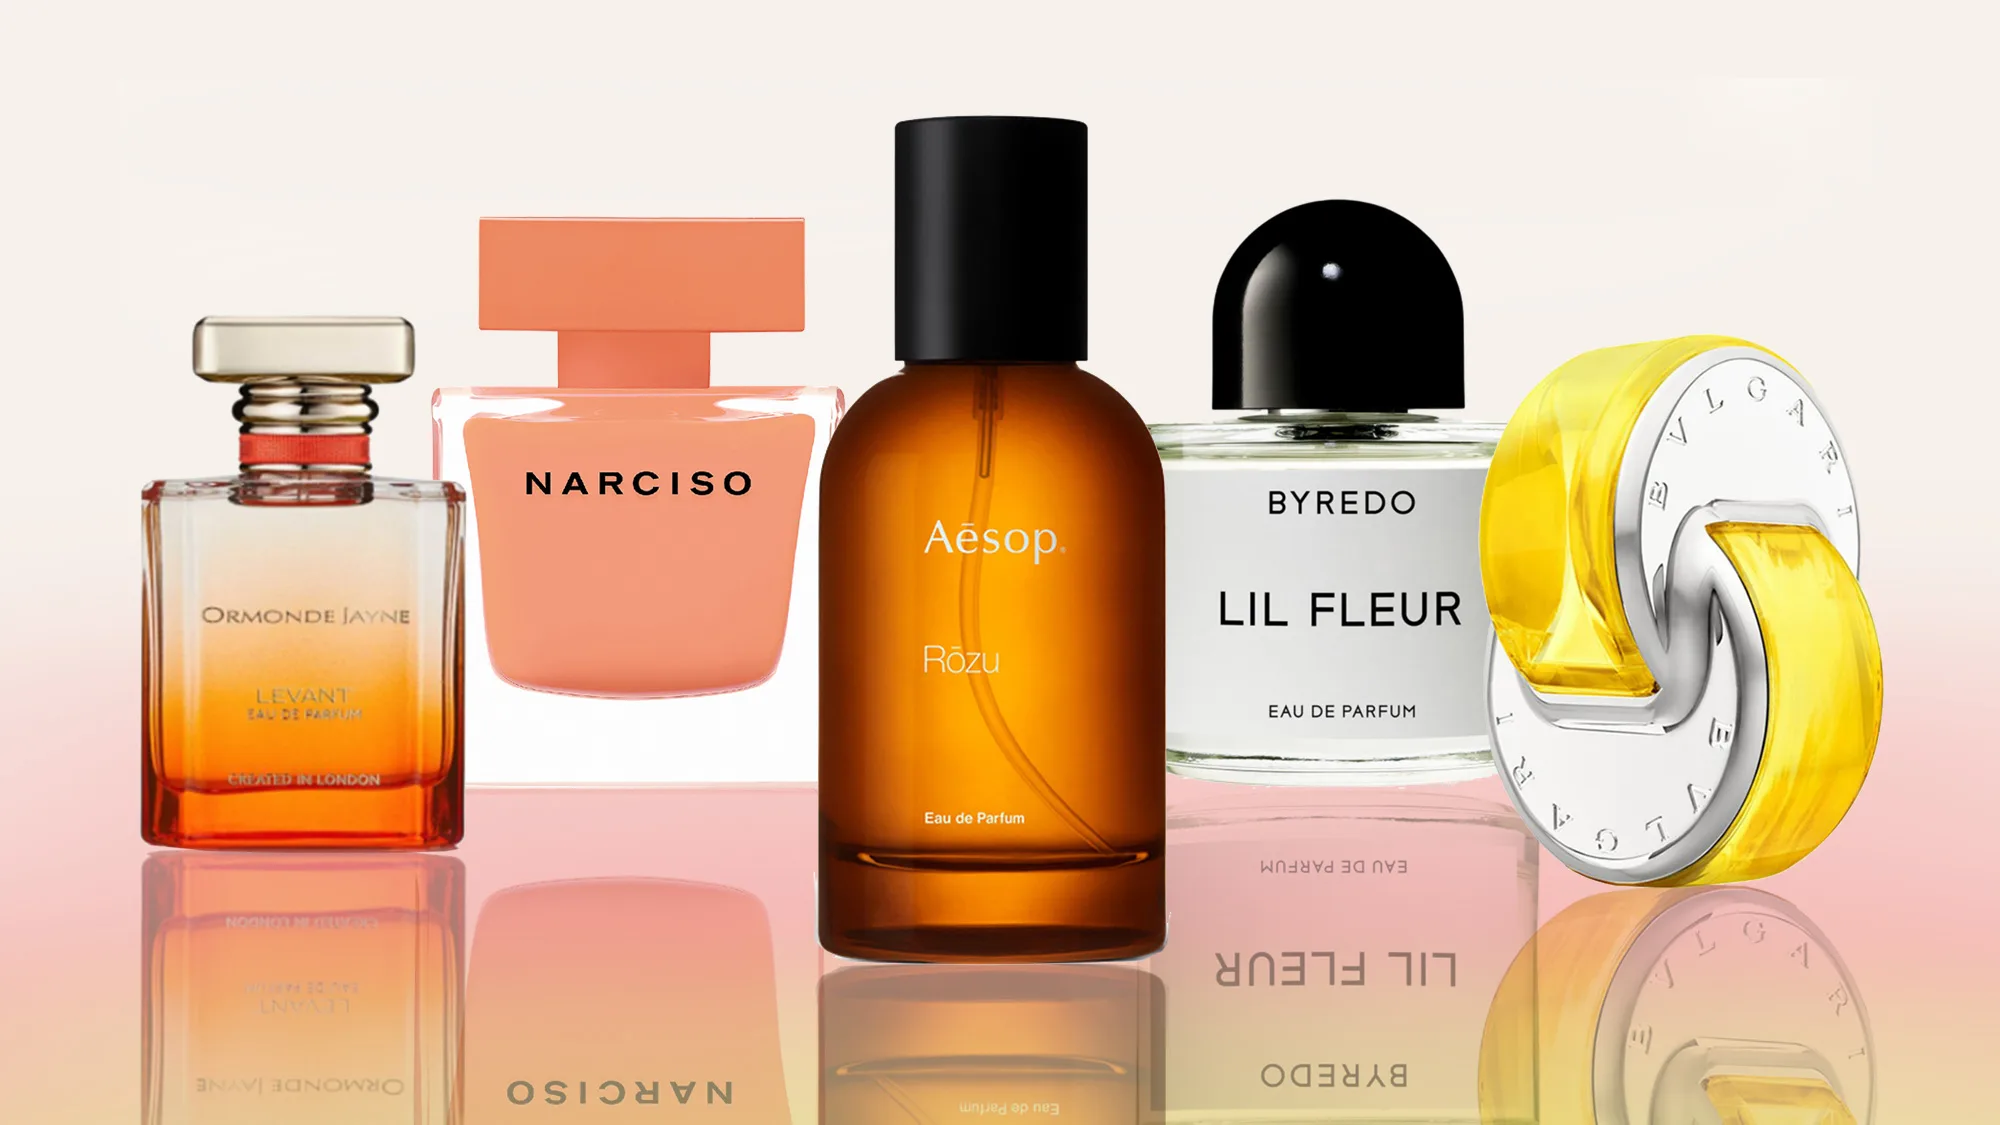 ORMONDE JAYNE
LEVANT
EAU DE PARFUM
CREATED IN LONDON
NARCISO
Aēsop.
Rōzu
Eau de Parfum
BYREDO
LIL FLEUR
EAU DE PARFUM
BVLGARI
BVLGARI